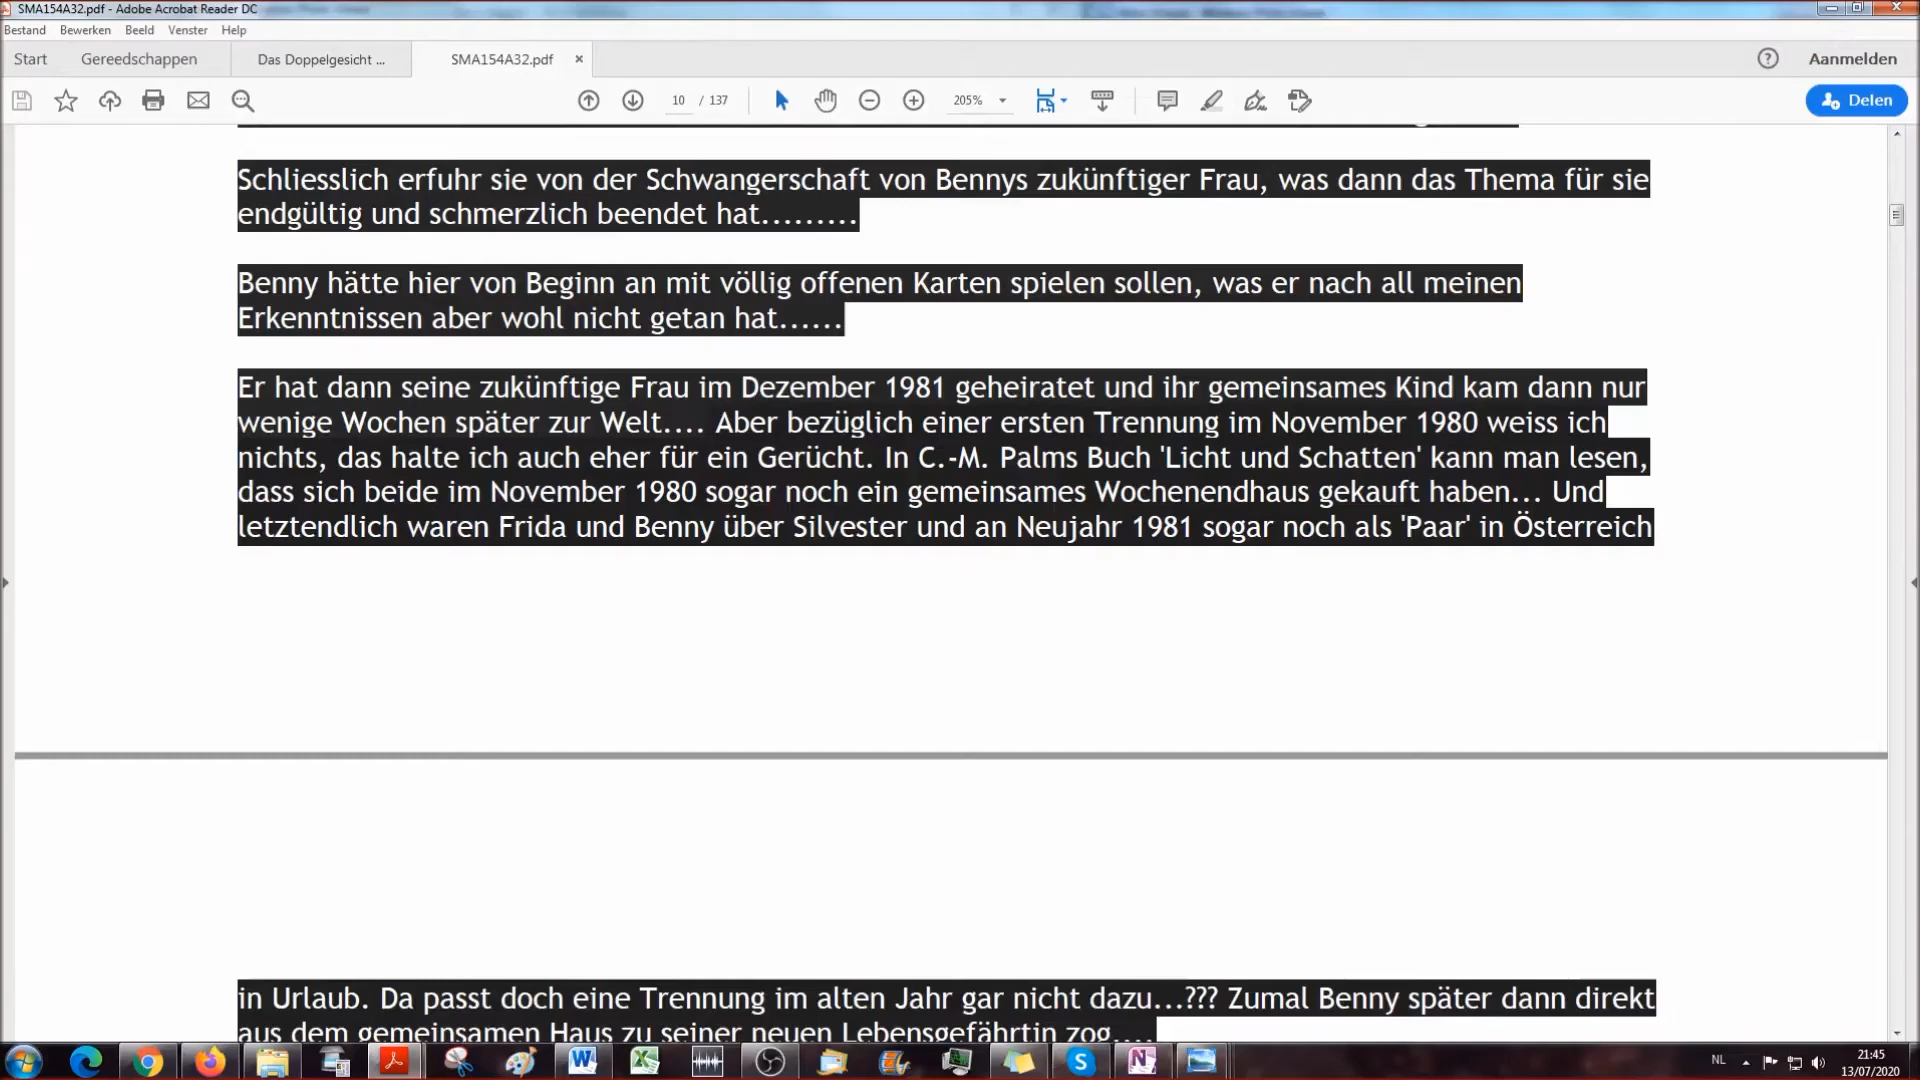 SMA154A32.pdf - Adobe Acrobat Reader DC
Bestand Bewerken Beeld Venster Help
Start Gereedschappen Das Doppelgesicht ... SMA154A32.pdf × Aanmelden
10 / 137 205% Delen
Schliesslich erfuhr sie von der Schwangerschaft von Bennys zukünftiger Frau, was dann das Thema für sie
endgültig und schmerzlich beendet hat.........
Benny hätte hier von Beginn an mit völlig offenen Karten spielen sollen, was er nach all meinen
Erkenntnissen aber wohl nicht getan hat......
Er hat dann seine zukünftige Frau im Dezember 1981 geheiratet und ihr gemeinsames Kind kam dann nur
wenige Wochen später zur Welt.... Aber bezüglich einer ersten Trennung im November 1980 weiss ich
nichts, das halte ich auch eher für ein Gerücht. In C.-M. Palms Buch 'Licht und Schatten' kann man lesen,
dass sich beide im November 1980 sogar noch ein gemeinsames Wochenendhaus gekauft haben... Und
letztendlich waren Frida und Benny über Silvester und an Neujahr 1981 sogar noch als 'Paar' in Österreich
in Urlaub. Da passt doch eine Trennung im alten Jahr gar nicht dazu...??? Zumal Benny später dann direkt
aus dem gemeinsamen Haus zu seiner neuen Lebensgefährtin zog....
NL 21:45
13/07/2020